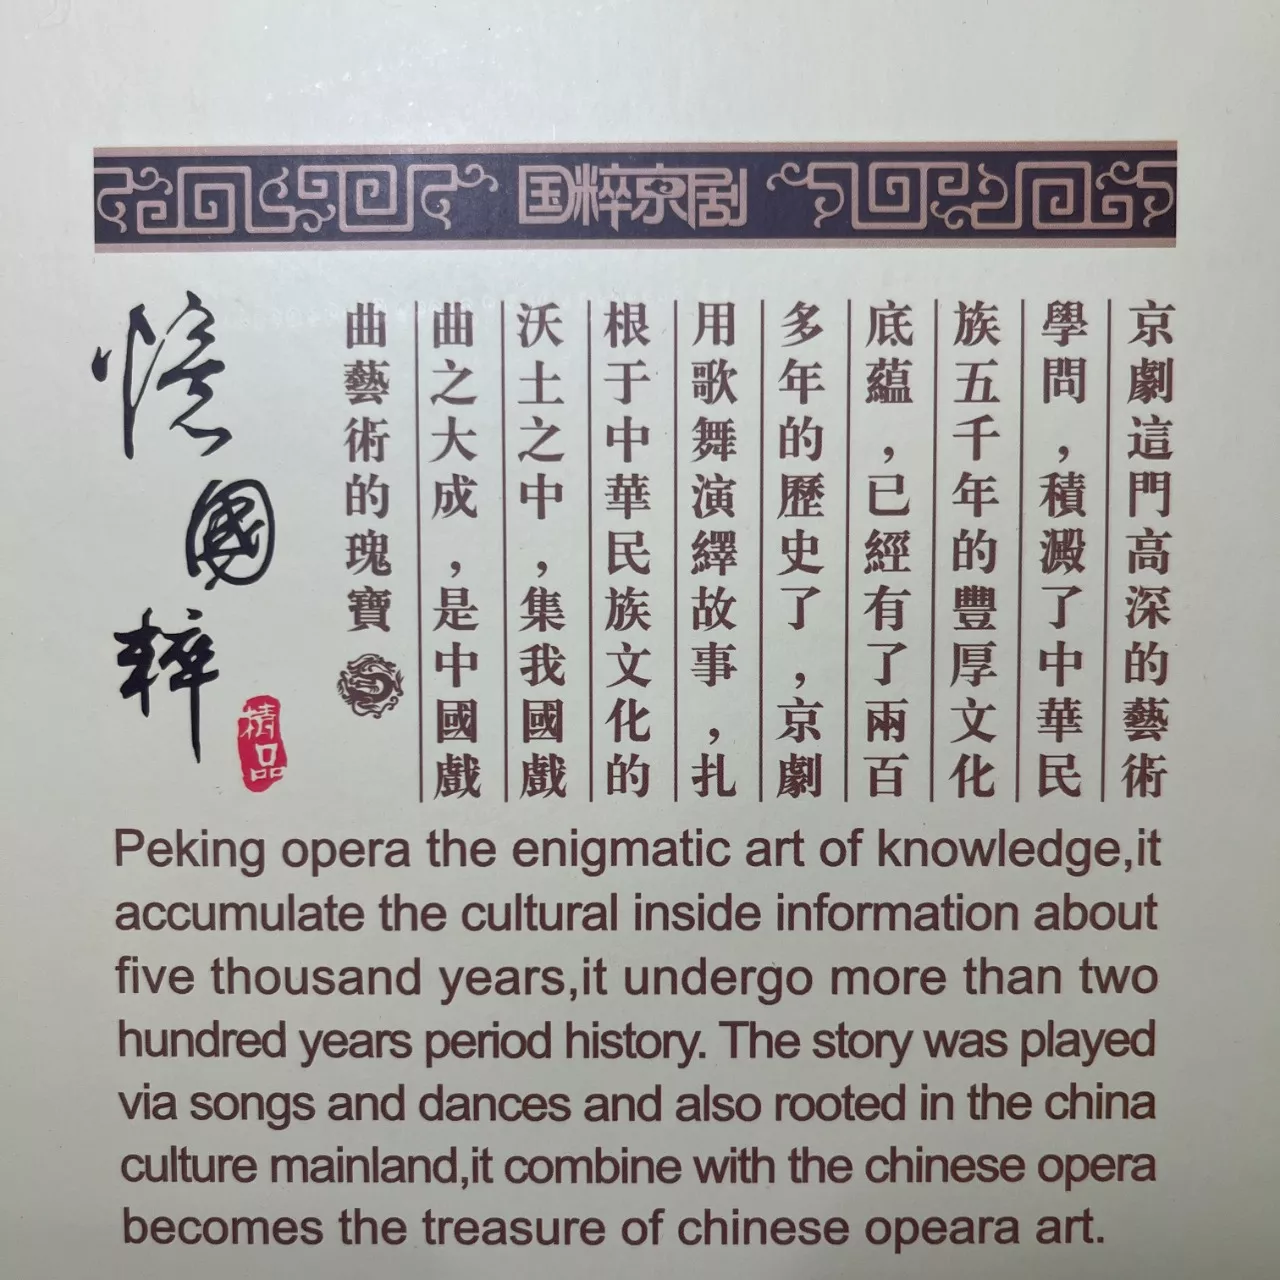 国粹京剧
京劇這門高深的藝術
學問，積澱了中華民
族五千年的豐厚文化
底蘊，已經有了兩百
多年的歷史了，京劇
用歌舞演繹故事，扎
根于中華民族文化的
沃土之中，集我國戲
曲之大成，是中國戲
曲藝術的瑰寶
憶國粹
精品
Peking opera the enigmatic art of knowledge,it
accumulate the cultural inside information about
five thousand years,it undergo more than two
hundred years period history. The story was played
via songs and dances and also rooted in the china
culture mainland,it combine with the chinese opera
becomes the treasure of chinese opeara art.